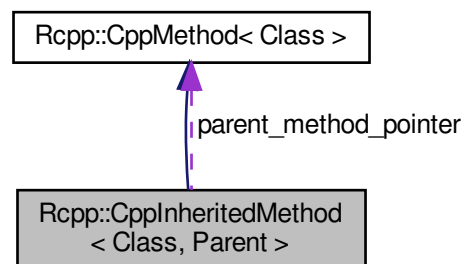 Rcpp::CppMethod< Class >
parent_method_pointer
Rcpp::CppInheritedMethod
< Class, Parent >